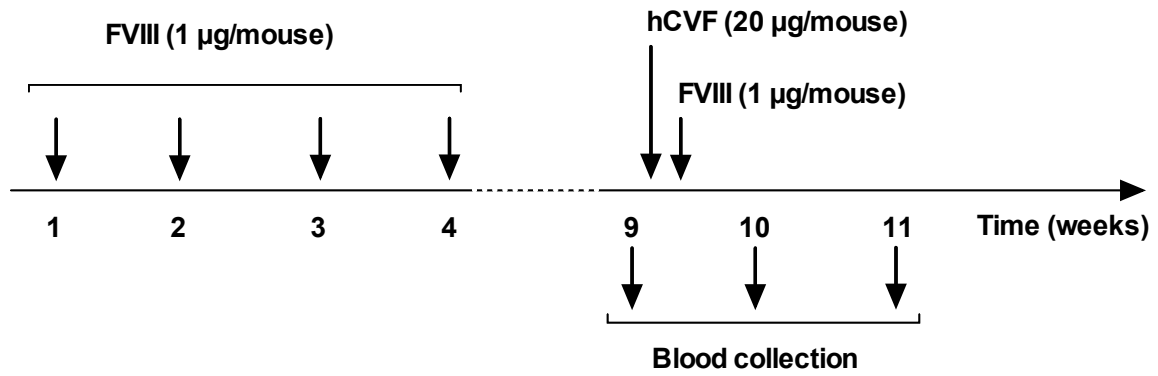 hCVF (20 µg/mouse)
FVIII (1 µg/mouse)
FVIII (1 µg/mouse)
1 2 3 4 9 10 11 Time (weeks)
Blood collection